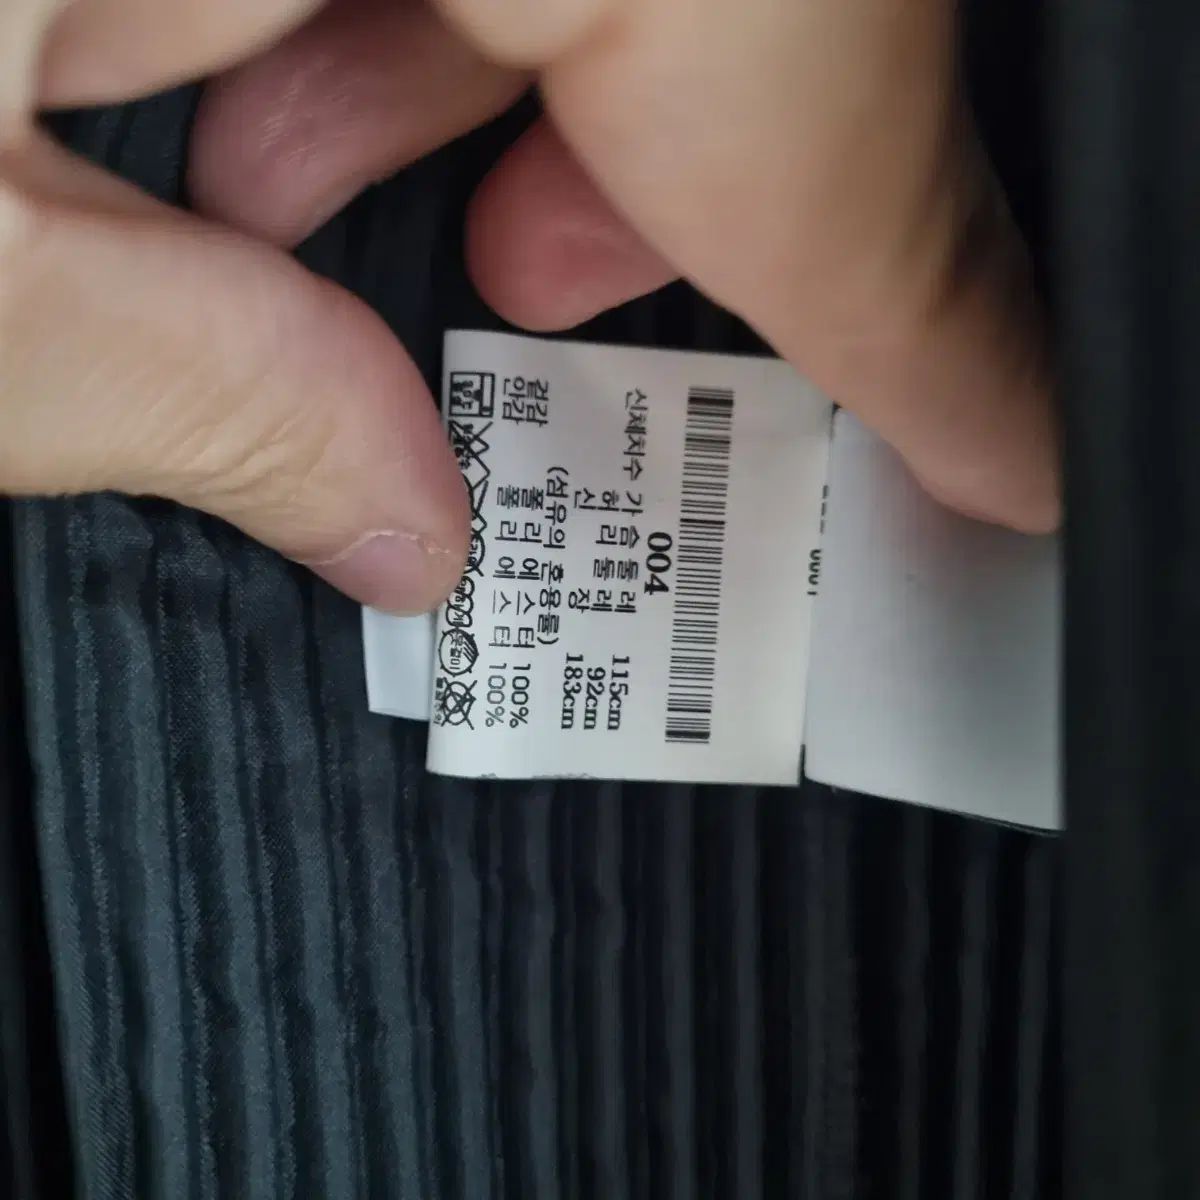 004
신체치수 가슴둘레 115cm
허리둘레 92cm
신장 183cm
(섬유의 혼용률)
겉감 폴리에스터 100%
안감 폴리에스터 100%
0001